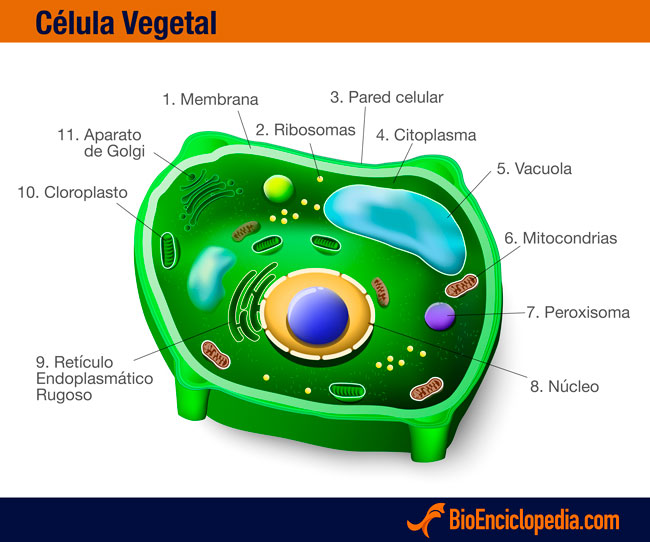 Célula Vegetal
1. Membrana
3. Pared celular
2. Ribosomas
4. Citoplasma
11. Aparato
de Golgi
5. Vacuola
10. Cloroplasto
6. Mitocondrias
7. Peroxisoma
9. Retículo
Endoplasmático
Rugoso
8. Núcleo
BioEnciclopedia.com